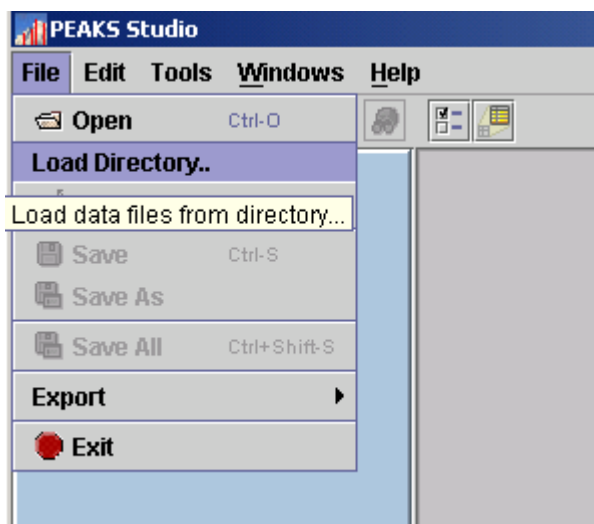 PEAKS Studio
File Edit Tools Windows Help
Open Ctrl-O
Load Directory..
Load data files from directory...
Save Ctrl-S
Save As
Save All Ctrl+Shift-S
Export
Exit